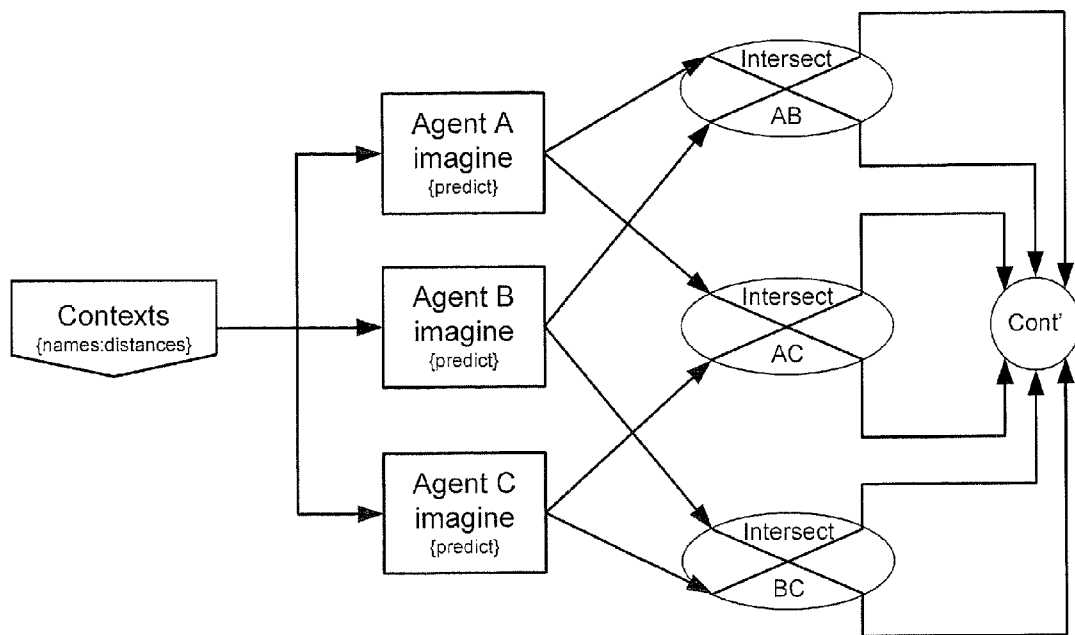 Contexts
{names:distances}
Agent A
imagine
{predict}
Agent B
imagine
{predict}
Agent C
imagine
{predict}
Intersect
AB
Intersect
AC
Intersect
BC
Cont'